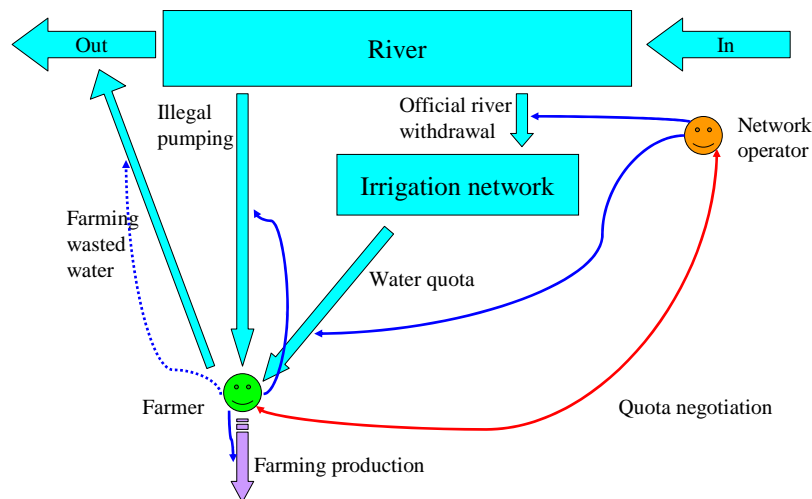 Out
River
In
Illegal
pumping
Official river
withdrawal
Network
operator
Irrigation network
Farming
wasted
water
Water quota
Farmer
Quota negotiation
Farming production